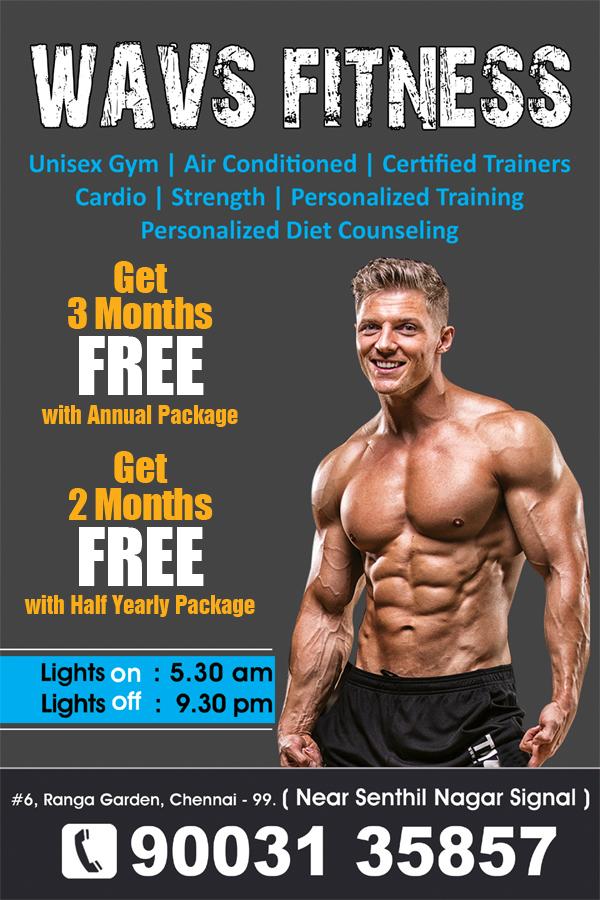 WAVS FITNESS
Unisex Gym | Air Conditioned | Certified Trainers
Cardio | Strength | Personalized Training
Personalized Diet Counseling
Get
3 Months
FREE
with Annual Package
Get
2 Months
FREE
with Half Yearly Package
Lights on : 5.30 am
Lights off : 9.30 pm
#6, Ranga Garden, Chennai - 99. ( Near Senthil Nagar Signal )
90031 35857